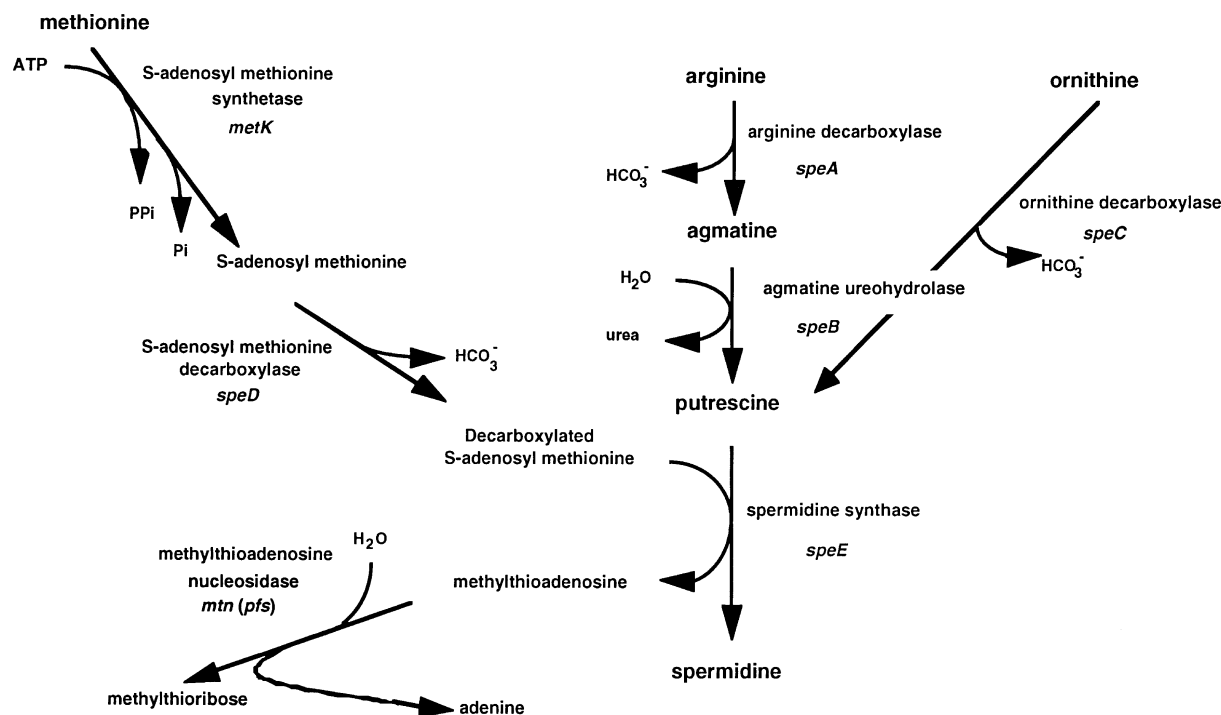 methionine
ATP
S-adenosyl methionine
synthetase
metK
PPi
Pi
S-adenosyl methionine
S-adenosyl methionine
decarboxylase
speD
HCO3-
Decarboxylated
S-adenosyl methionine
arginine
arginine decarboxylase
speA
HCO3-
agmatine
H2O
agmatine ureohydrolase
speB
urea
putrescine
ornithine
ornithine decarboxylase
speC
HCO3-
spermidine synthase
speE
methylthioadenosine
spermidine
H2O
methylthioadenosine
nucleosidase
mtn (pfs)
methylthioribose
adenine